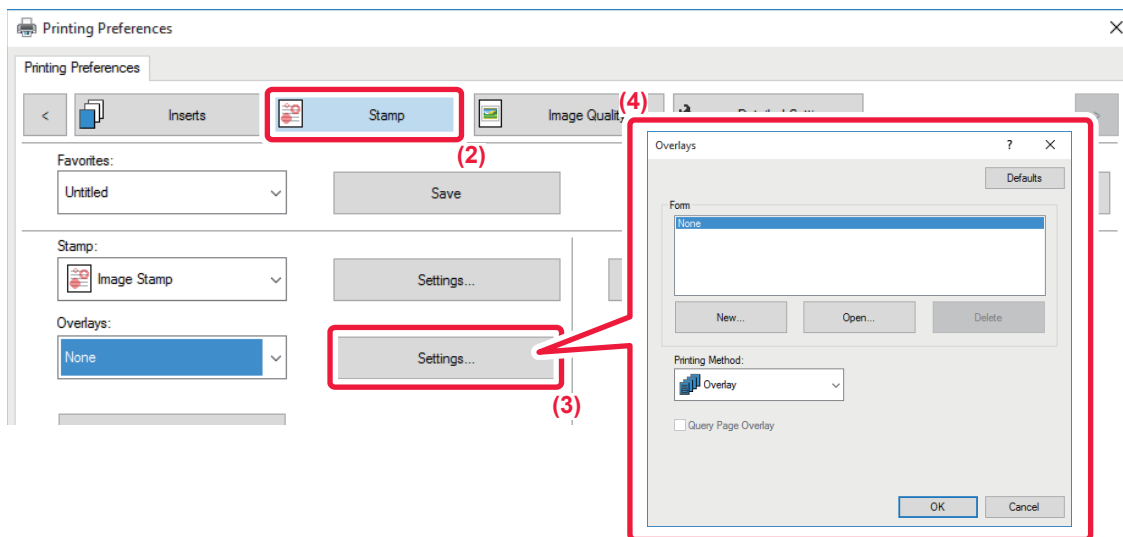 Printing Preferences
Printing Preferences
<
Inserts
Stamp
Image Quality
(4)
(2)
Favorites:
Untitled
Save
Stamp:
Image Stamp
Settings...
Overlays:
None
Settings...
(3)
Overlays
?
Defaults
Form
None
New...
Open...
Delete
Printing Method:
Overlay
Query Page Overlay
OK
Cancel